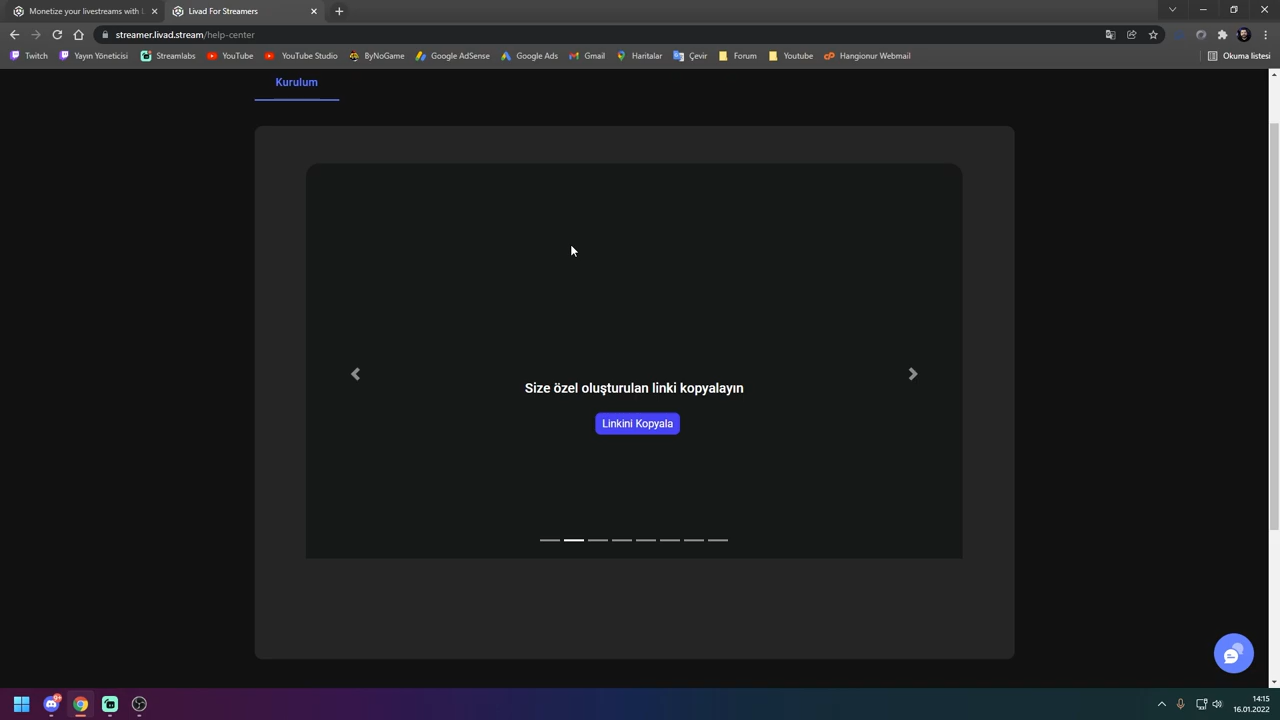 Monetize your livestreams with L
Livad For Streamers
streamer.livad.stream/help-center
Twitch
Yayın Yöneticisi
Streamlabs
YouTube
YouTube Studio
ByNoGame
Google AdSense
Google Ads
Gmail
Haritalar
Çevir
Forum
Youtube
Hangionur Webmail
Okuma listesi
Kurulum
Size özel oluşturulan linki kopyalayın
Linkini Kopyala
14:15
16.01.2022